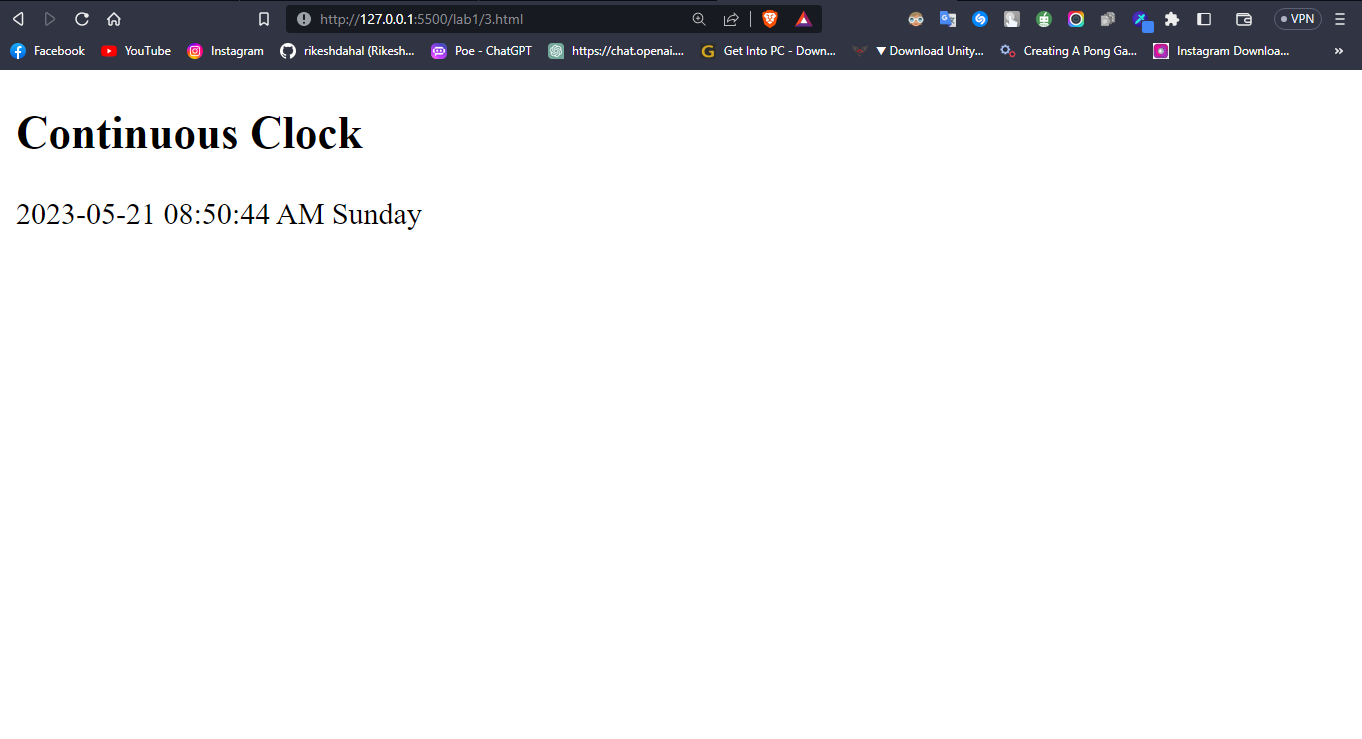 http://127.0.0.1:5500/lab1/3.html
VPN
Facebook YouTube Instagram rikeshdahal (Rikesh... Poe - ChatGPT https://chat.openai.... Get Into PC - Down... ▼ Download Unity... Creating A Pong Ga... Instagram Downloa... »
Continuous Clock
2023-05-21 08:50:44 AM Sunday